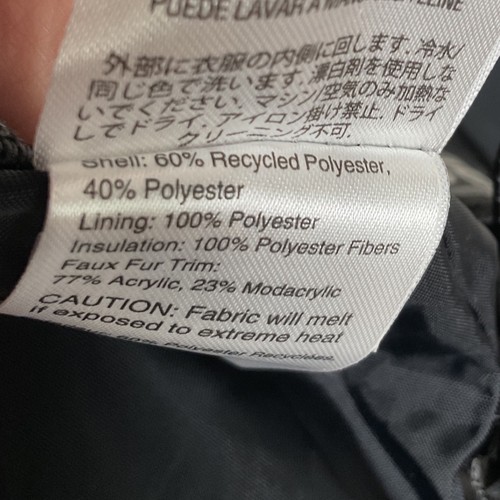 PUEDE LAVAR A
外部に衣服の内側に回します. 冷水/
同じ色で洗います. 漂白剤を使用しな
いでください. マシン/空気のみ加熱な
しでドライ. アイロン掛け禁止. ドライ
クリーニング不可.
Shell: 60% Recycled Polyester,
40% Polyester
Lining: 100% Polyester
Insulation: 100% Polyester Fibers
Faux Fur Trim:
77% Acrylic, 23% Modacrylic
CAUTION: Fabric will melt
if exposed to extreme heat
60% Polyester Recycles,